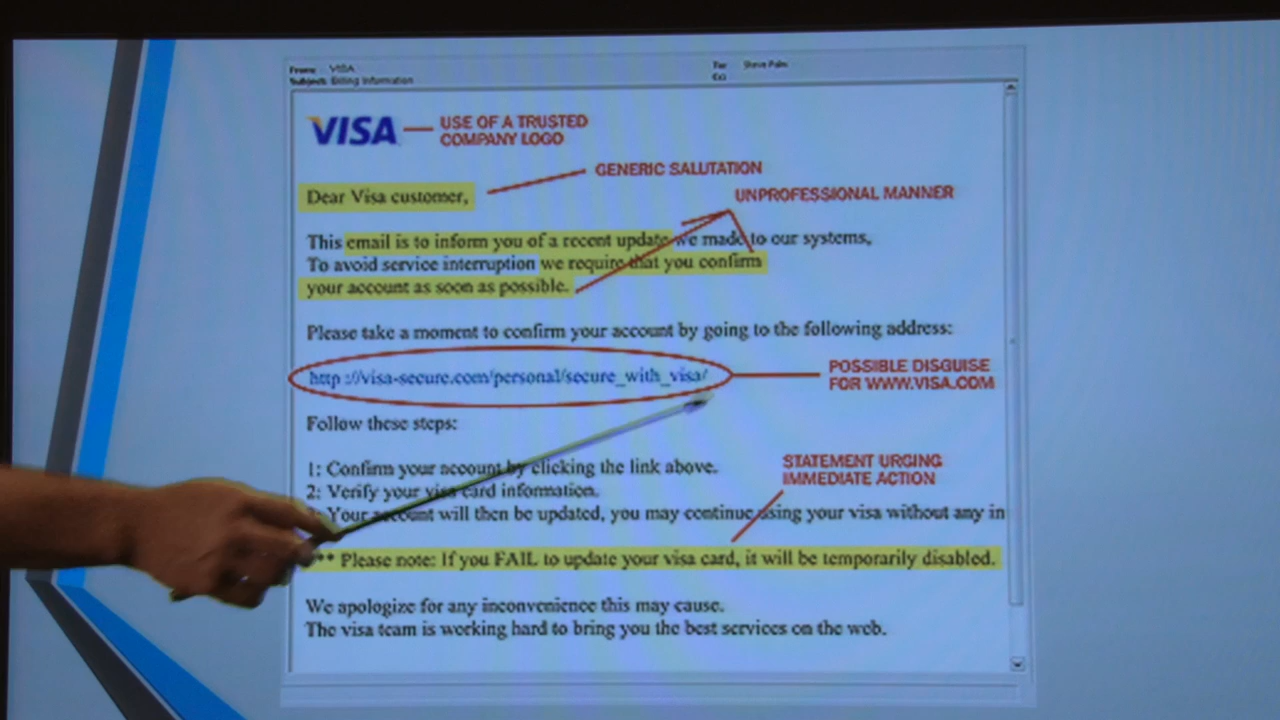 From: VISA
To: Steve Palm
Subject: Billing Information
Cc:
VISA
USE OF A TRUSTED
COMPANY LOGO
GENERIC SALUTATION
Dear Visa customer,
UNPROFESSIONAL MANNER
This email is to inform you of a recent update we made to our systems,
To avoid service interruption we require that you confirm
your account as soon as possible.
Please take a moment to confirm your account by going to the following address:
http ://visa-secure.com/personal/secure_with_visa/
POSSIBLE DISGUISE
FOR WWW.VISA.COM
Follow these steps:
STATEMENT URGING
IMMEDIATE ACTION
1: Confirm your account by clicking the link above.
2: Verify your visa card information.
Your account will then be updated, you may continue using your visa without any in
** Please note: If you FAIL to update your visa card, it will be temporarily disabled.
We apologize for any inconvenience this may cause.
The visa team is working hard to bring you the best services on the web.